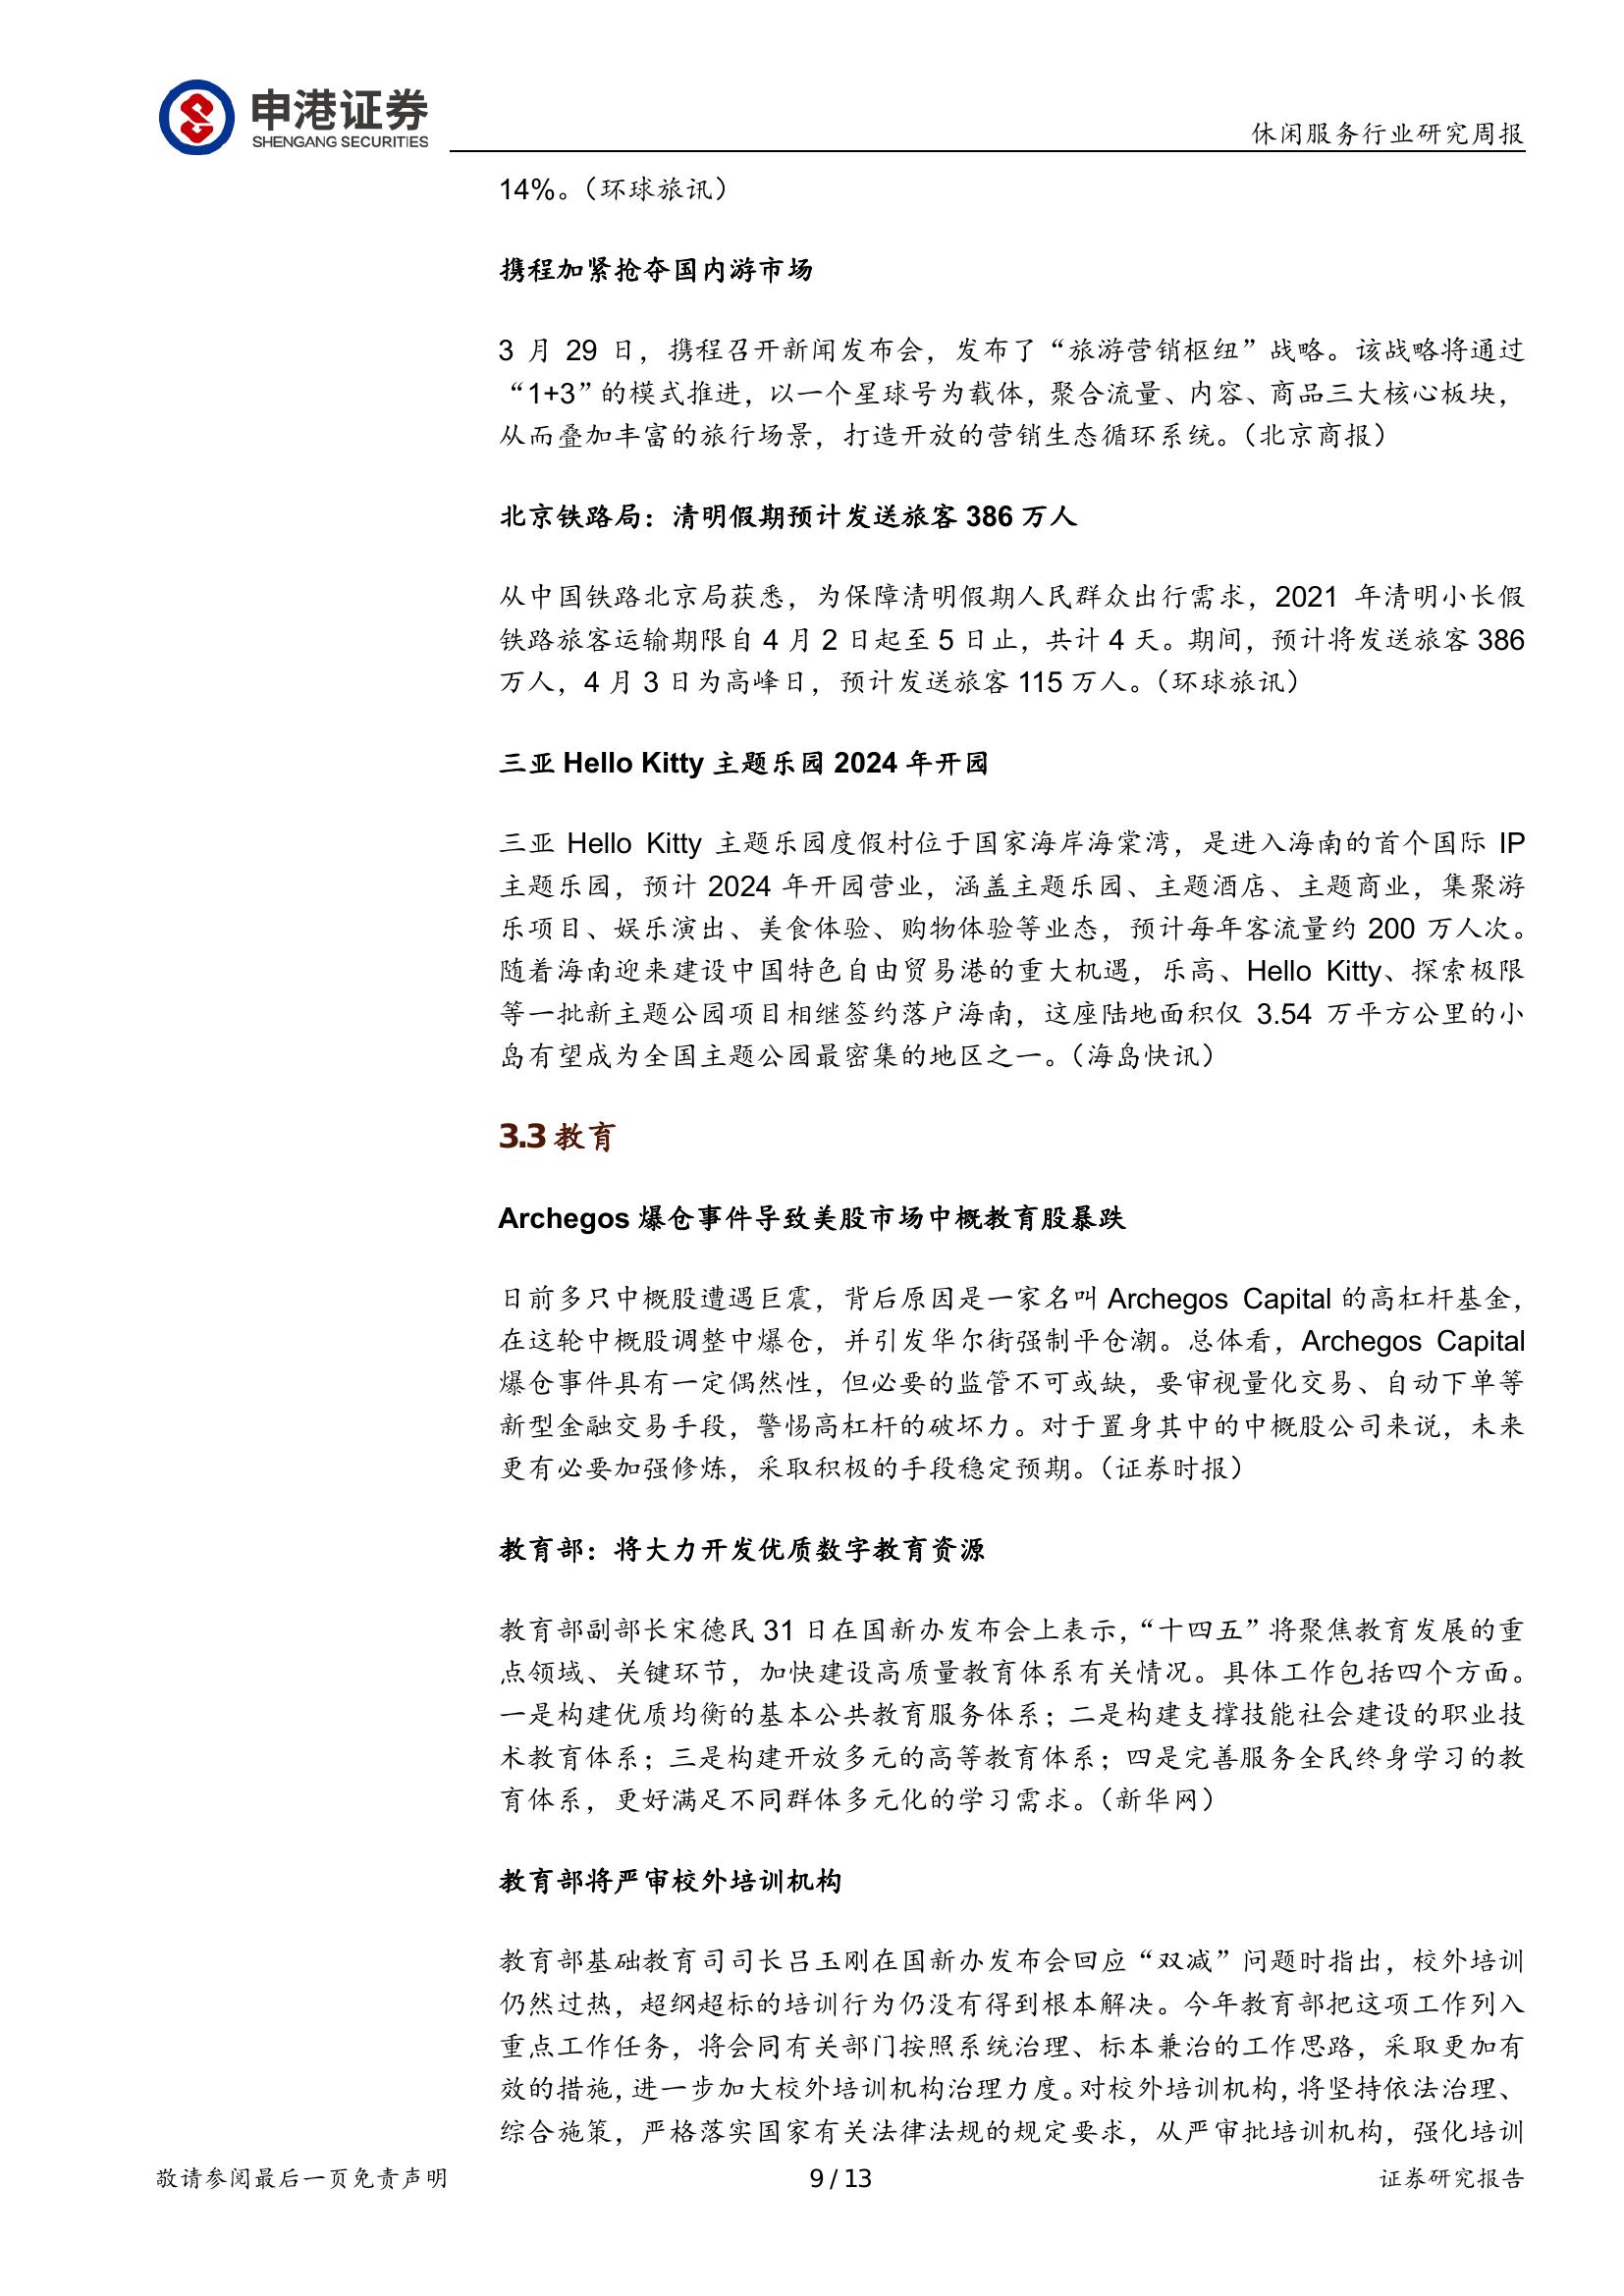 申港证券
SHENGANG SECURITIES
休闲服务行业研究周报
14%。（环球旅讯）
携程加紧抢夺国内游市场
3 月 29 日，携程召开新闻发布会，发布了“旅游营销枢纽”战略。该战略将通过
“1+3”的模式推进，以一个星球号为载体，聚合流量、内容、商品三大核心板块，
从而叠加丰富的旅行场景，打造开放的营销生态循环系统。（北京商报）
北京铁路局：清明假期预计发送旅客 386 万人
从中国铁路北京局获悉，为保障清明假期人民群众出行需求，2021 年清明小长假
铁路旅客运输期限自 4 月 2 日起至 5 日止，共计 4 天。期间，预计将发送旅客 386
万人，4 月 3 日为高峰日，预计发送旅客 115 万人。（环球旅讯）
三亚 Hello Kitty 主题乐园 2024 年开园
三亚 Hello Kitty 主题乐园度假村位于国家海岸海棠湾，是进入海南的首个国际 IP
主题乐园，预计 2024 年开园营业，涵盖主题乐园、主题酒店、主题商业，集聚游
乐项目、娱乐演出、美食体验、购物体验等业态，预计每年客流量约 200 万人次。
随着海南迎来建设中国特色自由贸易港的重大机遇，乐高、Hello Kitty、探索极限
等一批新主题公园项目相继签约落户海南，这座陆地面积仅 3.54 万平方公里的小
岛有望成为全国主题公园最密集的地区之一。（海岛快讯）
3.3 教育
Archegos 爆仓事件导致美股市场中概教育股暴跌
日前多只中概股遭遇巨震，背后原因是一家名叫 Archegos Capital 的高杠杆基金，
在这轮中概股调整中爆仓，并引发华尔街强制平仓潮。总体看，Archegos Capital
爆仓事件具有一定偶然性，但必要的监管不可或缺，要审视量化交易、自动下单等
新型金融交易手段，警惕高杠杆的破坏力。对于置身其中的中概股公司来说，未来
更有必要加强修炼，采取积极的手段稳定预期。（证券时报）
教育部：将大力开发优质数字教育资源
教育部副部长宋德民 31 日在国新办发布会上表示，“十四五”将聚焦教育发展的重
点领域、关键环节，加快建设高质量教育体系有关情况。具体工作包括四个方面。
一是构建优质均衡的基本公共教育服务体系；二是构建支撑技能社会建设的职业技
术教育体系；三是构建开放多元的高等教育体系；四是完善服务全民终身学习的教
育体系，更好满足不同群体多元化的学习需求。（新华网）
教育部将严审校外培训机构
教育部基础教育司司长吕玉刚在国新办发布会回应“双减”问题时指出，校外培训
仍然过热，超纲超标的培训行为仍没有得到根本解决。今年教育部把这项工作列入
重点工作任务，将会同有关部门按照系统治理、标本兼治的工作思路，采取更加有
效的措施，进一步加大校外培训机构治理力度。对校外培训机构，将坚持依法治理、
综合施策，严格落实国家有关法律法规的规定要求，从严审批培训机构，强化培训
敬请参阅最后一页免责声明
9 / 13
证券研究报告